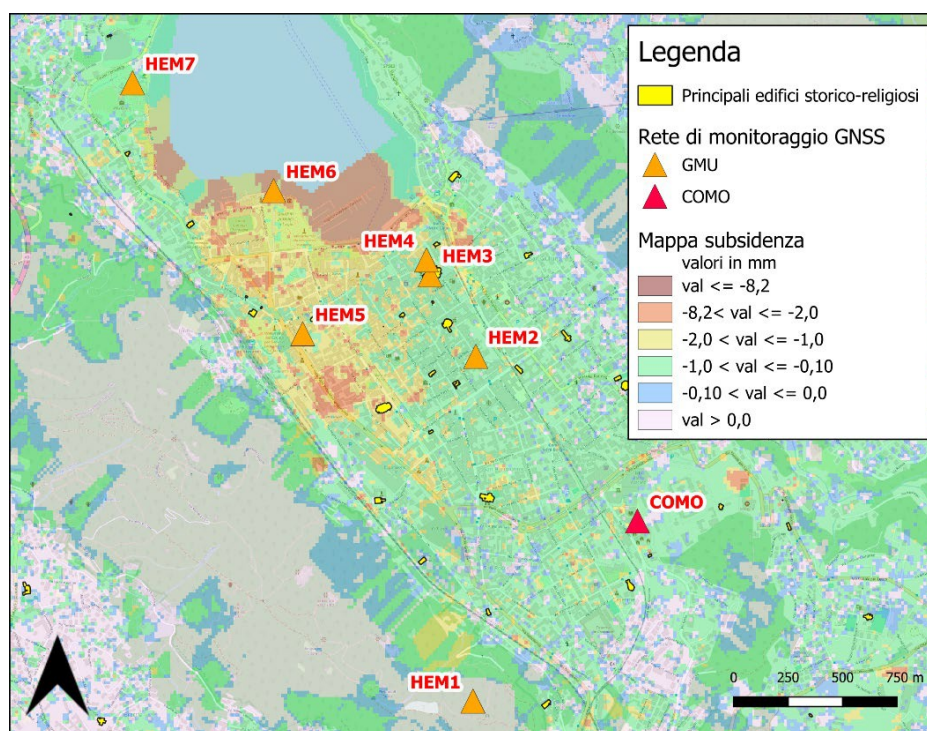 HEM7
HEM6
HEM4
HEM3
HEM5
HEM2
COMO
HEM1
Legenda
Principali edifici storico-religiosi
Rete di monitoraggio GNSS
GMU
COMO
Mappa subsidenza
valori in mm
val <= -8,2
-8,2< val <= -2,0
-2,0 < val <= -1,0
-1,0 < val <= -0,10
-0,10 < val <= 0,0
val > 0,0
0 250 500 750 m